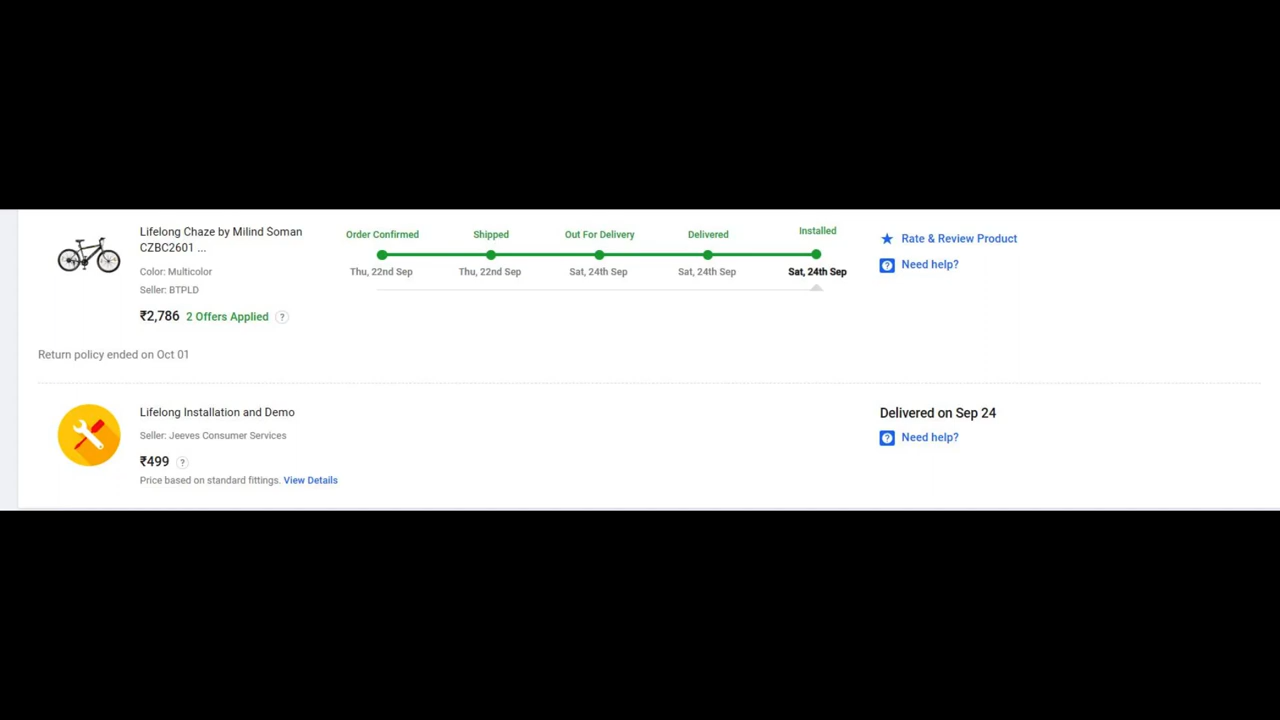 Lifelong Chaze by Milind Soman
CZBC2601 ...
Color: Multicolor
Seller: BTPLD
₹2,786 2 Offers Applied ?
Order Confirmed Shipped Out For Delivery Delivered Installed
Thu, 22nd Sep Thu, 22nd Sep Sat, 24th Sep Sat, 24th Sep Sat, 24th Sep
Rate & Review Product
? Need help?
Return policy ended on Oct 01
Lifelong Installation and Demo
Seller: Jeeves Consumer Services
₹499 ?
Price based on standard fittings. View Details
Delivered on Sep 24
? Need help?